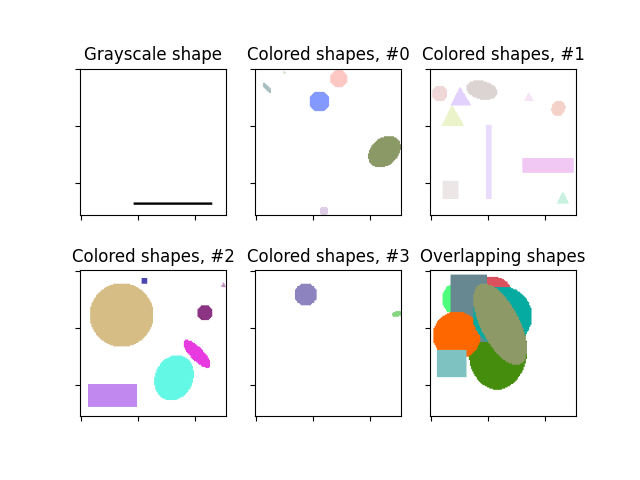 Grayscale shape
Colored shapes, #0
Colored shapes, #1
Colored shapes, #2
Colored shapes, #3
Overlapping shapes